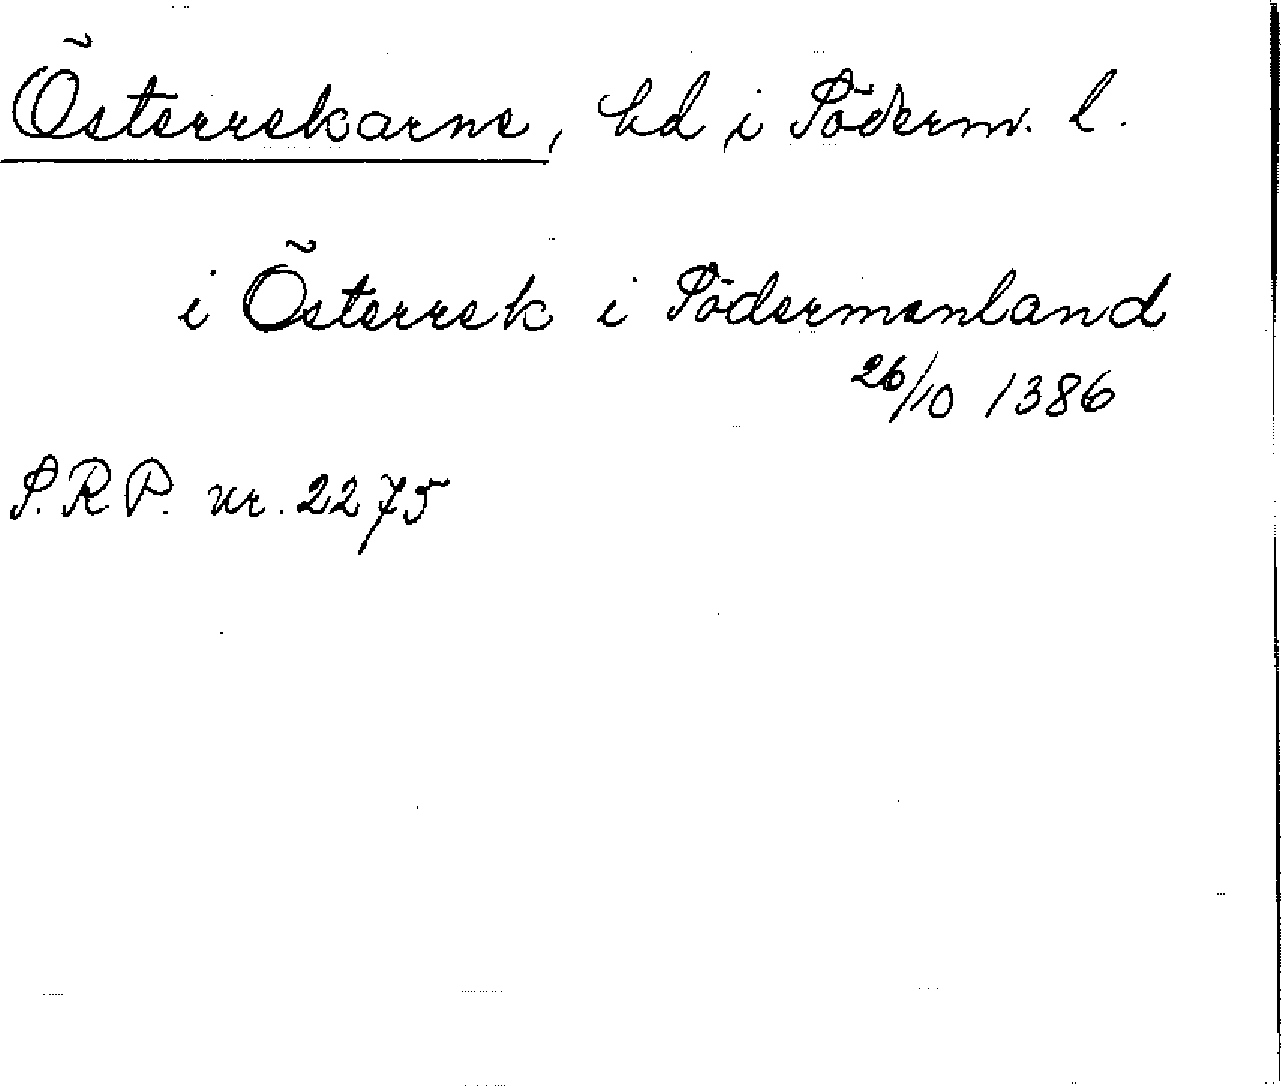 Österrekarne, hd i Söderm. l.
i Österrek i Södermanland
26/10 1386
S.R.P. nr. 2275